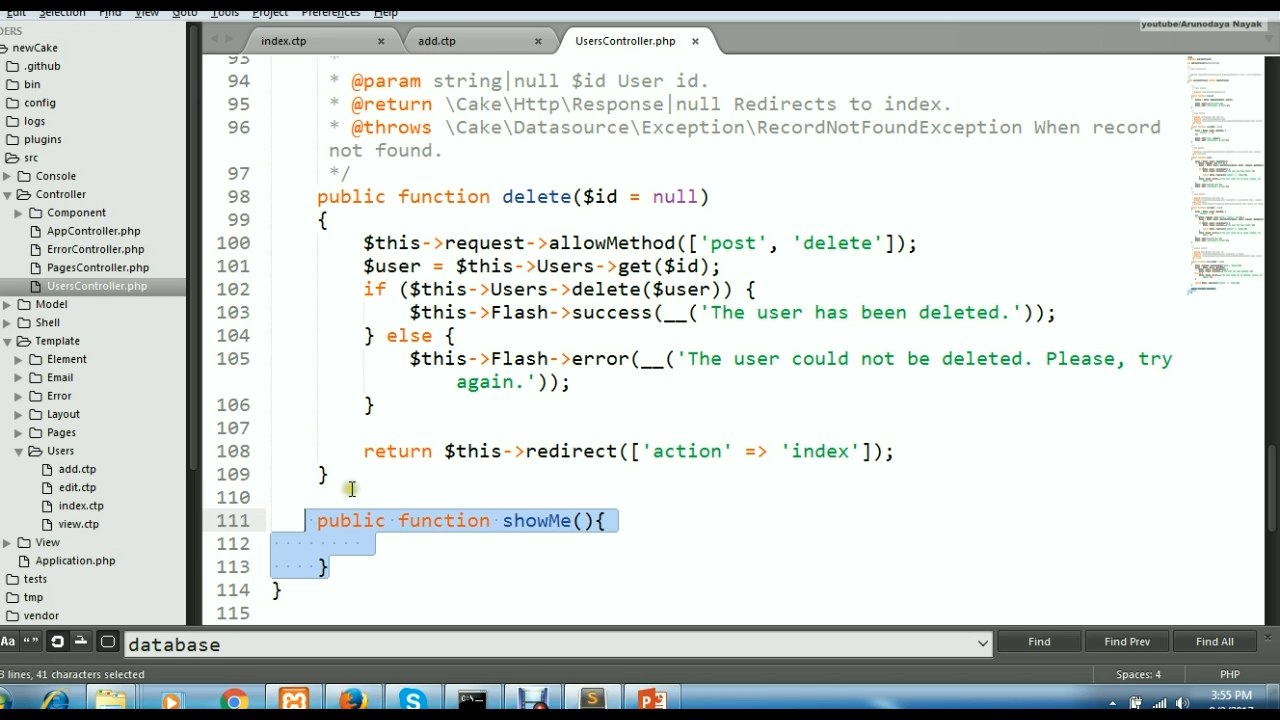 Edit Selection Find View Goto Tools Project Preferences Help
youtube/Arunodaya Nayak
DERS
newCake
.github
bin
config
logs
plugins
src
Console
Controller
Component
AppController.php
ErrorController.php
PagesController.php
UsersController.php
Model
Shell
Template
Element
Email
Error
Layout
Pages
Users
add.ctp
edit.ctp
index.ctp
view.ctp
View
Application.php
tests
tmp
vendor
index.ctp × add.ctp × UsersController.php ×
93 *
94 * @param string|null $id User id.
95 * @return \Cake\Http\Response|null Redirects to index.
96 * @throws \Cake\Datasource\Exception\RecordNotFoundException When record
not found.
97 */
98 public function delete($id = null)
99 {
100 $this->request->allowMethod(['post', 'delete']);
101 $user = $this->Users->get($id);
102 if ($this->Users->delete($user)) {
103 $this->Flash->success(__('The user has been deleted.'));
104 } else {
105 $this->Flash->error(__('The user could not be deleted. Please, try
again.'));
106 }
107
108 return $this->redirect(['action' => 'index']);
109 }
110
111 public function showMe(){
112
113 }
114 }
115
Aa “” database Find Find Prev Find All ×
3 lines, 41 characters selected Spaces: 4 PHP
3:55 PM